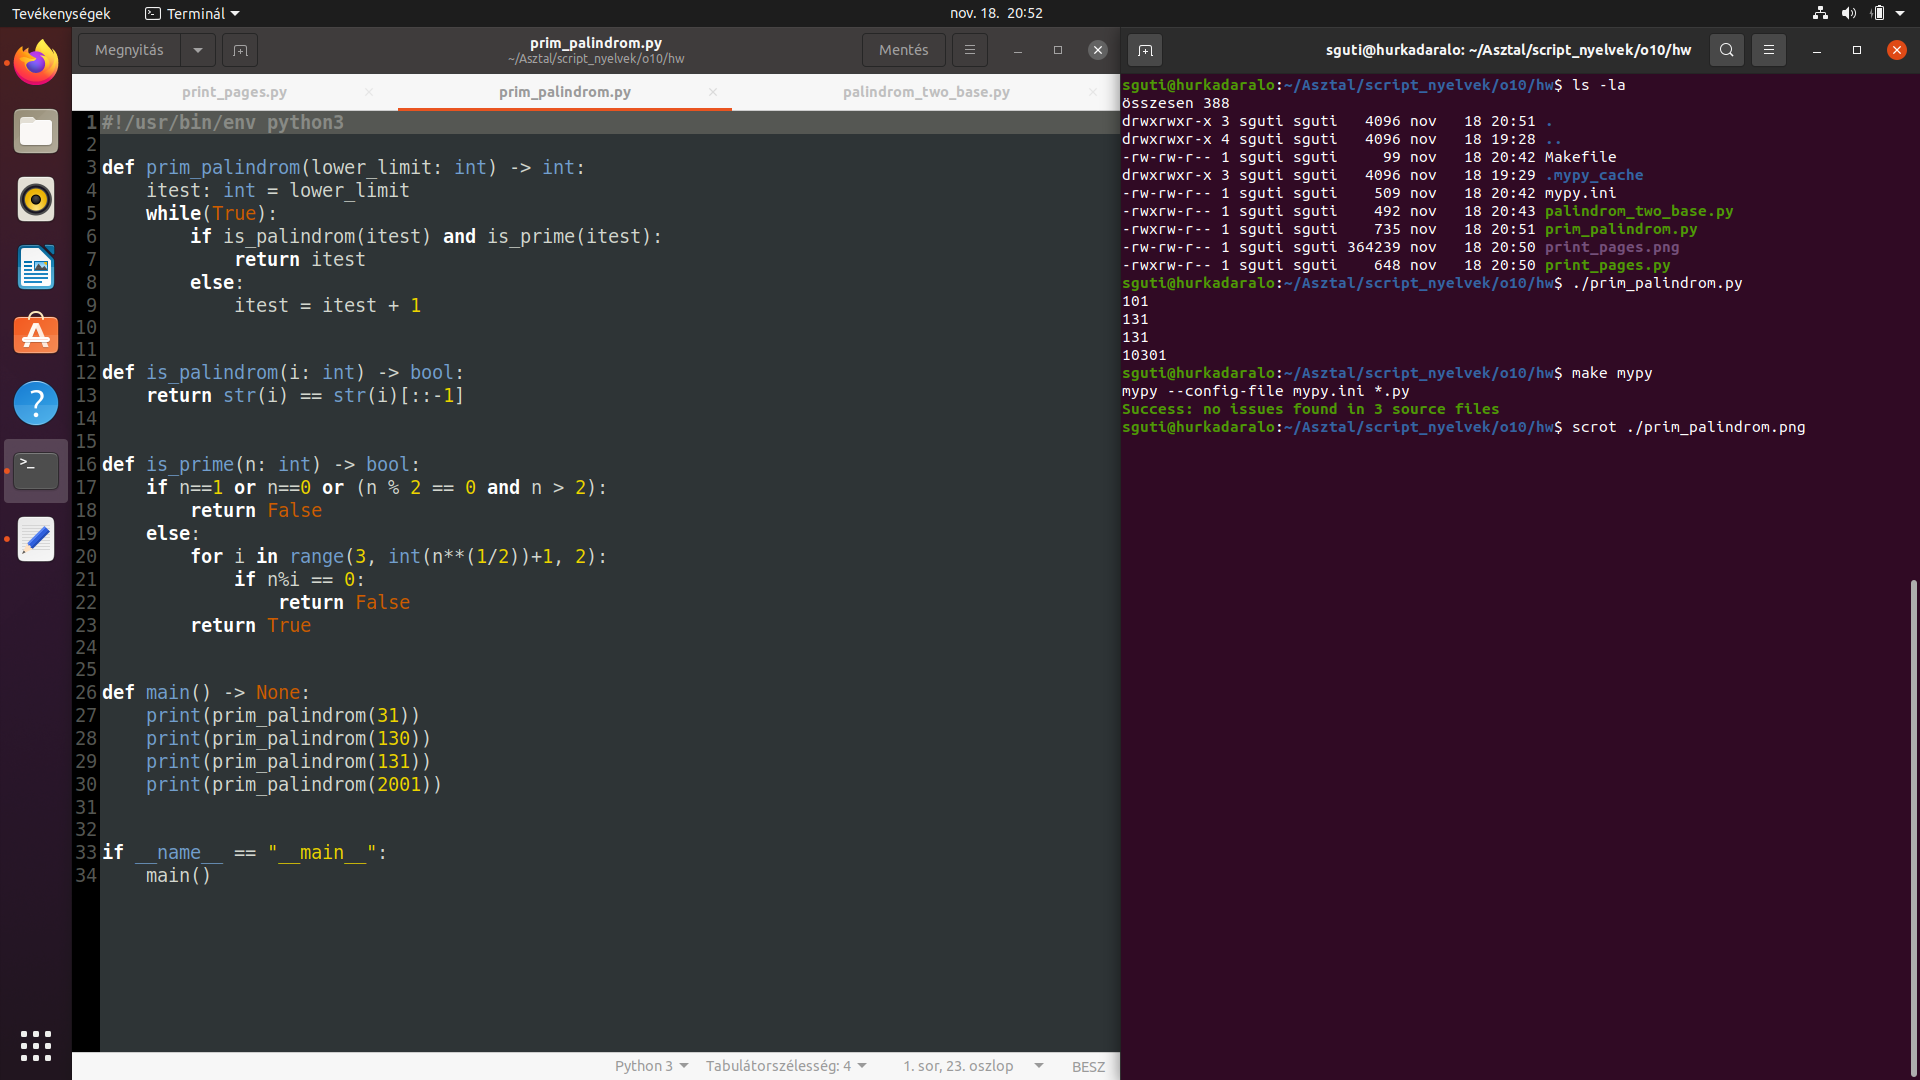 Tevékenységek
Terminál
nov. 18. 20:52
Megnyitás
prim_palindrom.py
~/Asztal/script_nyelvek/o10/hw
Mentés
print_pages.py
prim_palindrom.py
palindrom_two_base.py
1 #!/usr/bin/env python3
2
3 def prim_palindrom(lower_limit: int) -> int:
4     itest: int = lower_limit
5     while(True):
6         if is_palindrom(itest) and is_prime(itest):
7             return itest
8         else:
9             itest = itest + 1
10
11
12 def is_palindrom(i: int) -> bool:
13     return str(i) == str(i)[::-1]
14
15
16 def is_prime(n: int) -> bool:
17     if n==1 or n==0 or (n % 2 == 0 and n > 2):
18         return False
19     else:
20         for i in range(3, int(n**(1/2))+1, 2):
21             if n%i == 0:
22                 return False
23         return True
24
25
26 def main() -> None:
27     print(prim_palindrom(31))
28     print(prim_palindrom(130))
29     print(prim_palindrom(131))
30     print(prim_palindrom(2001))
31
32
33 if __name__ == "__main__":
34     main()
Python 3
Tabulátorszélesség: 4
1. sor, 23. oszlop
BESZ
sguti@hurkadaralo: ~/Asztal/script_nyelvek/o10/hw
sguti@hurkadaralo:~/Asztal/script_nyelvek/o10/hw$ ls -la
összesen 388
drwxrwxr-x 3 sguti sguti   4096 nov   18 20:51 .
drwxrwxr-x 4 sguti sguti   4096 nov   18 19:28 ..
-rw-rw-r-- 1 sguti sguti     99 nov   18 20:42 Makefile
drwxrwxr-x 3 sguti sguti   4096 nov   18 19:29 .mypy_cache
-rw-rw-r-- 1 sguti sguti    509 nov   18 20:42 mypy.ini
-rwxrw-r-- 1 sguti sguti    492 nov   18 20:43 palindrom_two_base.py
-rwxrw-r-- 1 sguti sguti    735 nov   18 20:51 prim_palindrom.py
-rw-rw-r-- 1 sguti sguti 364239 nov   18 20:50 print_pages.png
-rwxrw-r-- 1 sguti sguti    648 nov   18 20:50 print_pages.py
sguti@hurkadaralo:~/Asztal/script_nyelvek/o10/hw$ ./prim_palindrom.py
101
131
131
10301
sguti@hurkadaralo:~/Asztal/script_nyelvek/o10/hw$ make mypy
mypy --config-file mypy.ini *.py
Success: no issues found in 3 source files
sguti@hurkadaralo:~/Asztal/script_nyelvek/o10/hw$ scrot ./prim_palindrom.png